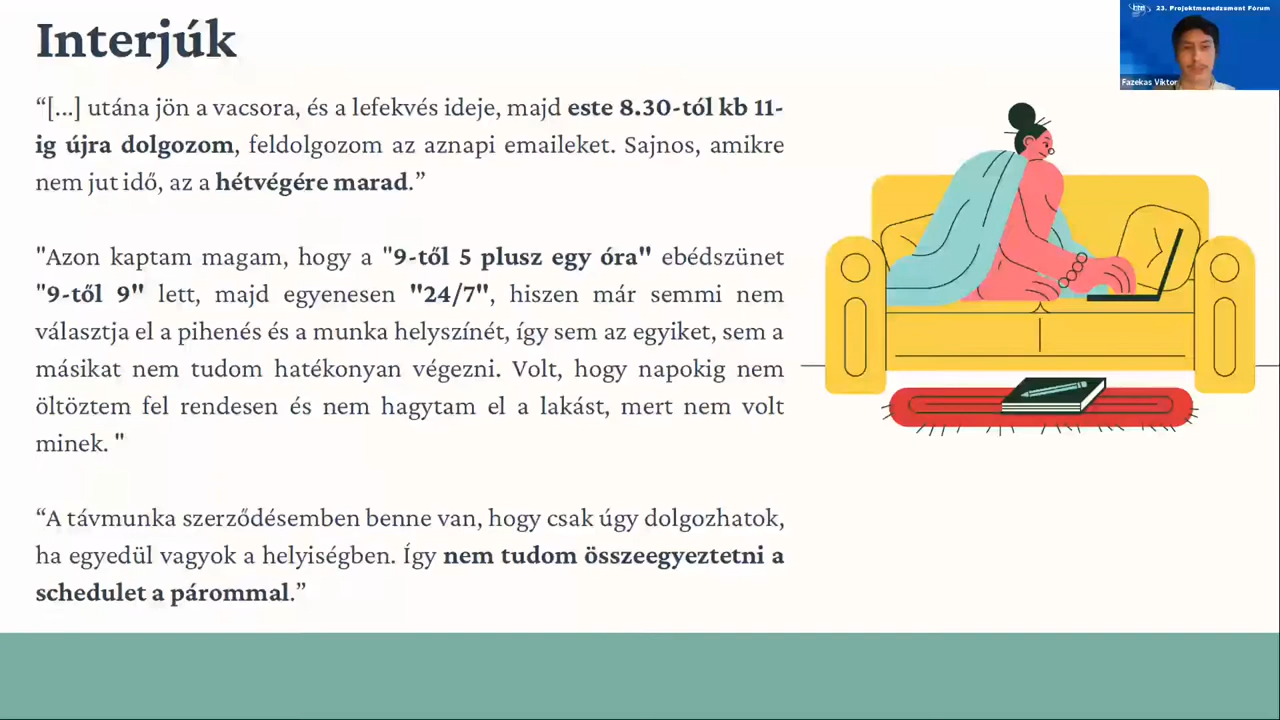 Interjúk
23. Projektmenedzsment Fórum
Fazekas Viktor
“[...] utána jön a vacsora, és a lefekvés ideje, majd este 8.30-tól kb 11-
ig újra dolgozom, feldolgozom az aznapi emaileket. Sajnos, amikre
nem jut idő, az a hétvégére marad.”
"Azon kaptam magam, hogy a "9-től 5 plusz egy óra" ebédszünet
"9-től 9" lett, majd egyenesen "24/7", hiszen már semmi nem
választja el a pihenés és a munka helyszínét, így sem az egyiket, sem a
másikat nem tudom hatékonyan végezni. Volt, hogy napokig nem
öltöztem fel rendesen és nem hagytam el a lakást, mert nem volt
minek. "
“A távmunka szerződésemben benne van, hogy csak úgy dolgozhatok,
ha egyedül vagyok a helyiségben. Így nem tudom összeegyeztetni a
schedulet a párommal.”